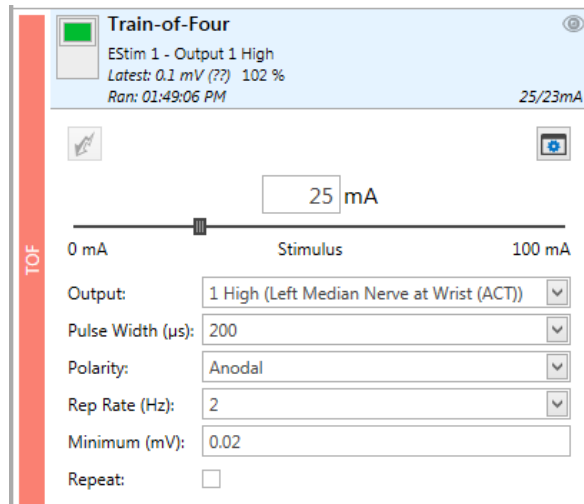 Train-of-Four
EStim 1 - Output 1 High
Latest: 0.1 mV (??) 102 %
Ran: 01:49:06 PM 25/23mA
25 mA
0 mA Stimulus 100 mA
TOF
Output: 1 High (Left Median Nerve at Wrist (ACT))
Pulse Width (µs): 200
Polarity: Anodal
Rep Rate (Hz): 2
Minimum (mV): 0.02
Repeat: